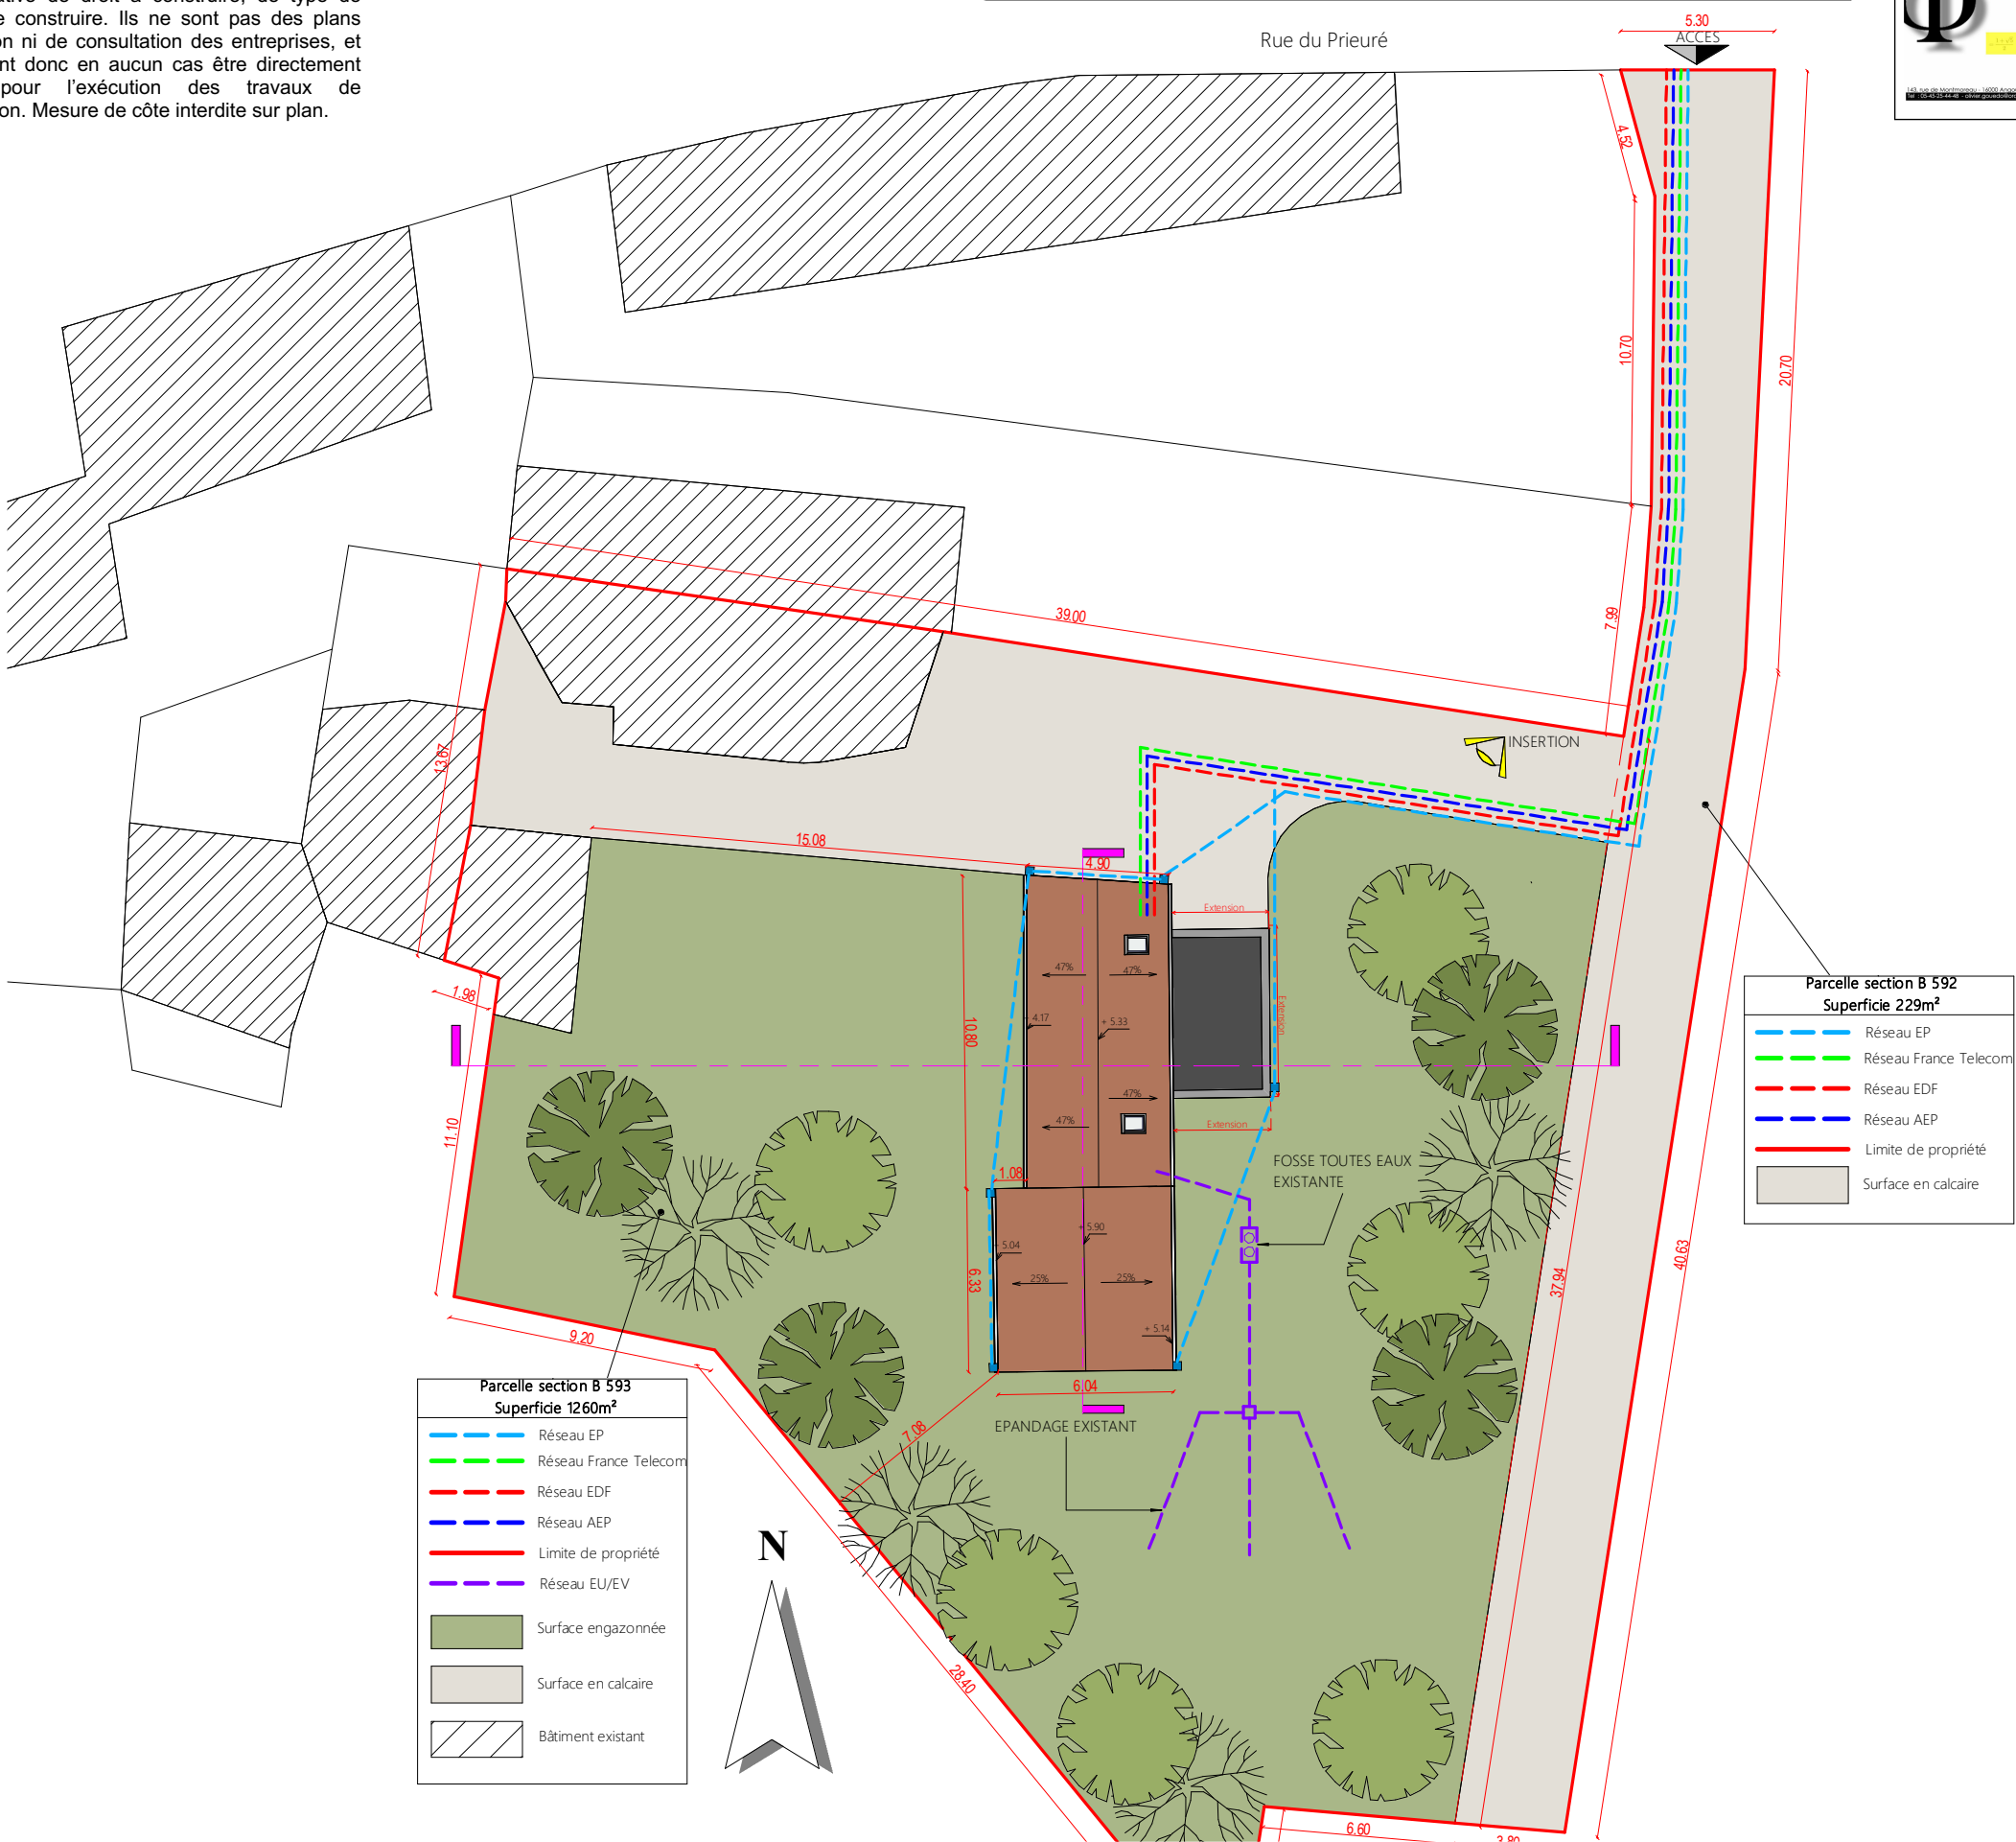 construire. Ils ne sont pas des plans
ni de consultation des entreprises, et
donc en aucun cas être directement
pour l'exécution des travaux de
Mesure de côte interdite sur plan.
Rue du Prieuré
5.30
ACCES
143, rue de Montmoreau - 16000
4.52
10.70
20.70
7.99
39.00
INSERTION
13.67
15.08
4.90
Extension
47%
47%
1.98
10.80
4.17
+ 5.33
Extension
47%
47%
Extension
11.10
1.08
FOSSE TOUTES EAUX
EXISTANTE
+ 5.90
5.04
6.33
25%
25%
+ 5.14
37.94
40.63
9.20
6.04
7.08
EPANDAGE EXISTANT
28.40
6.60
3.80
Parcelle section B 592
Superficie 229m²
Réseau EP
Réseau France Telecom
Réseau EDF
Réseau AEP
Limite de propriété
Surface en calcaire
Parcelle section B 593
Superficie 1260m²
Réseau EP
Réseau France Telecom
Réseau EDF
Réseau AEP
Limite de propriété
Réseau EU/EV
Surface engazonnée
Surface en calcaire
Bâtiment existant
N